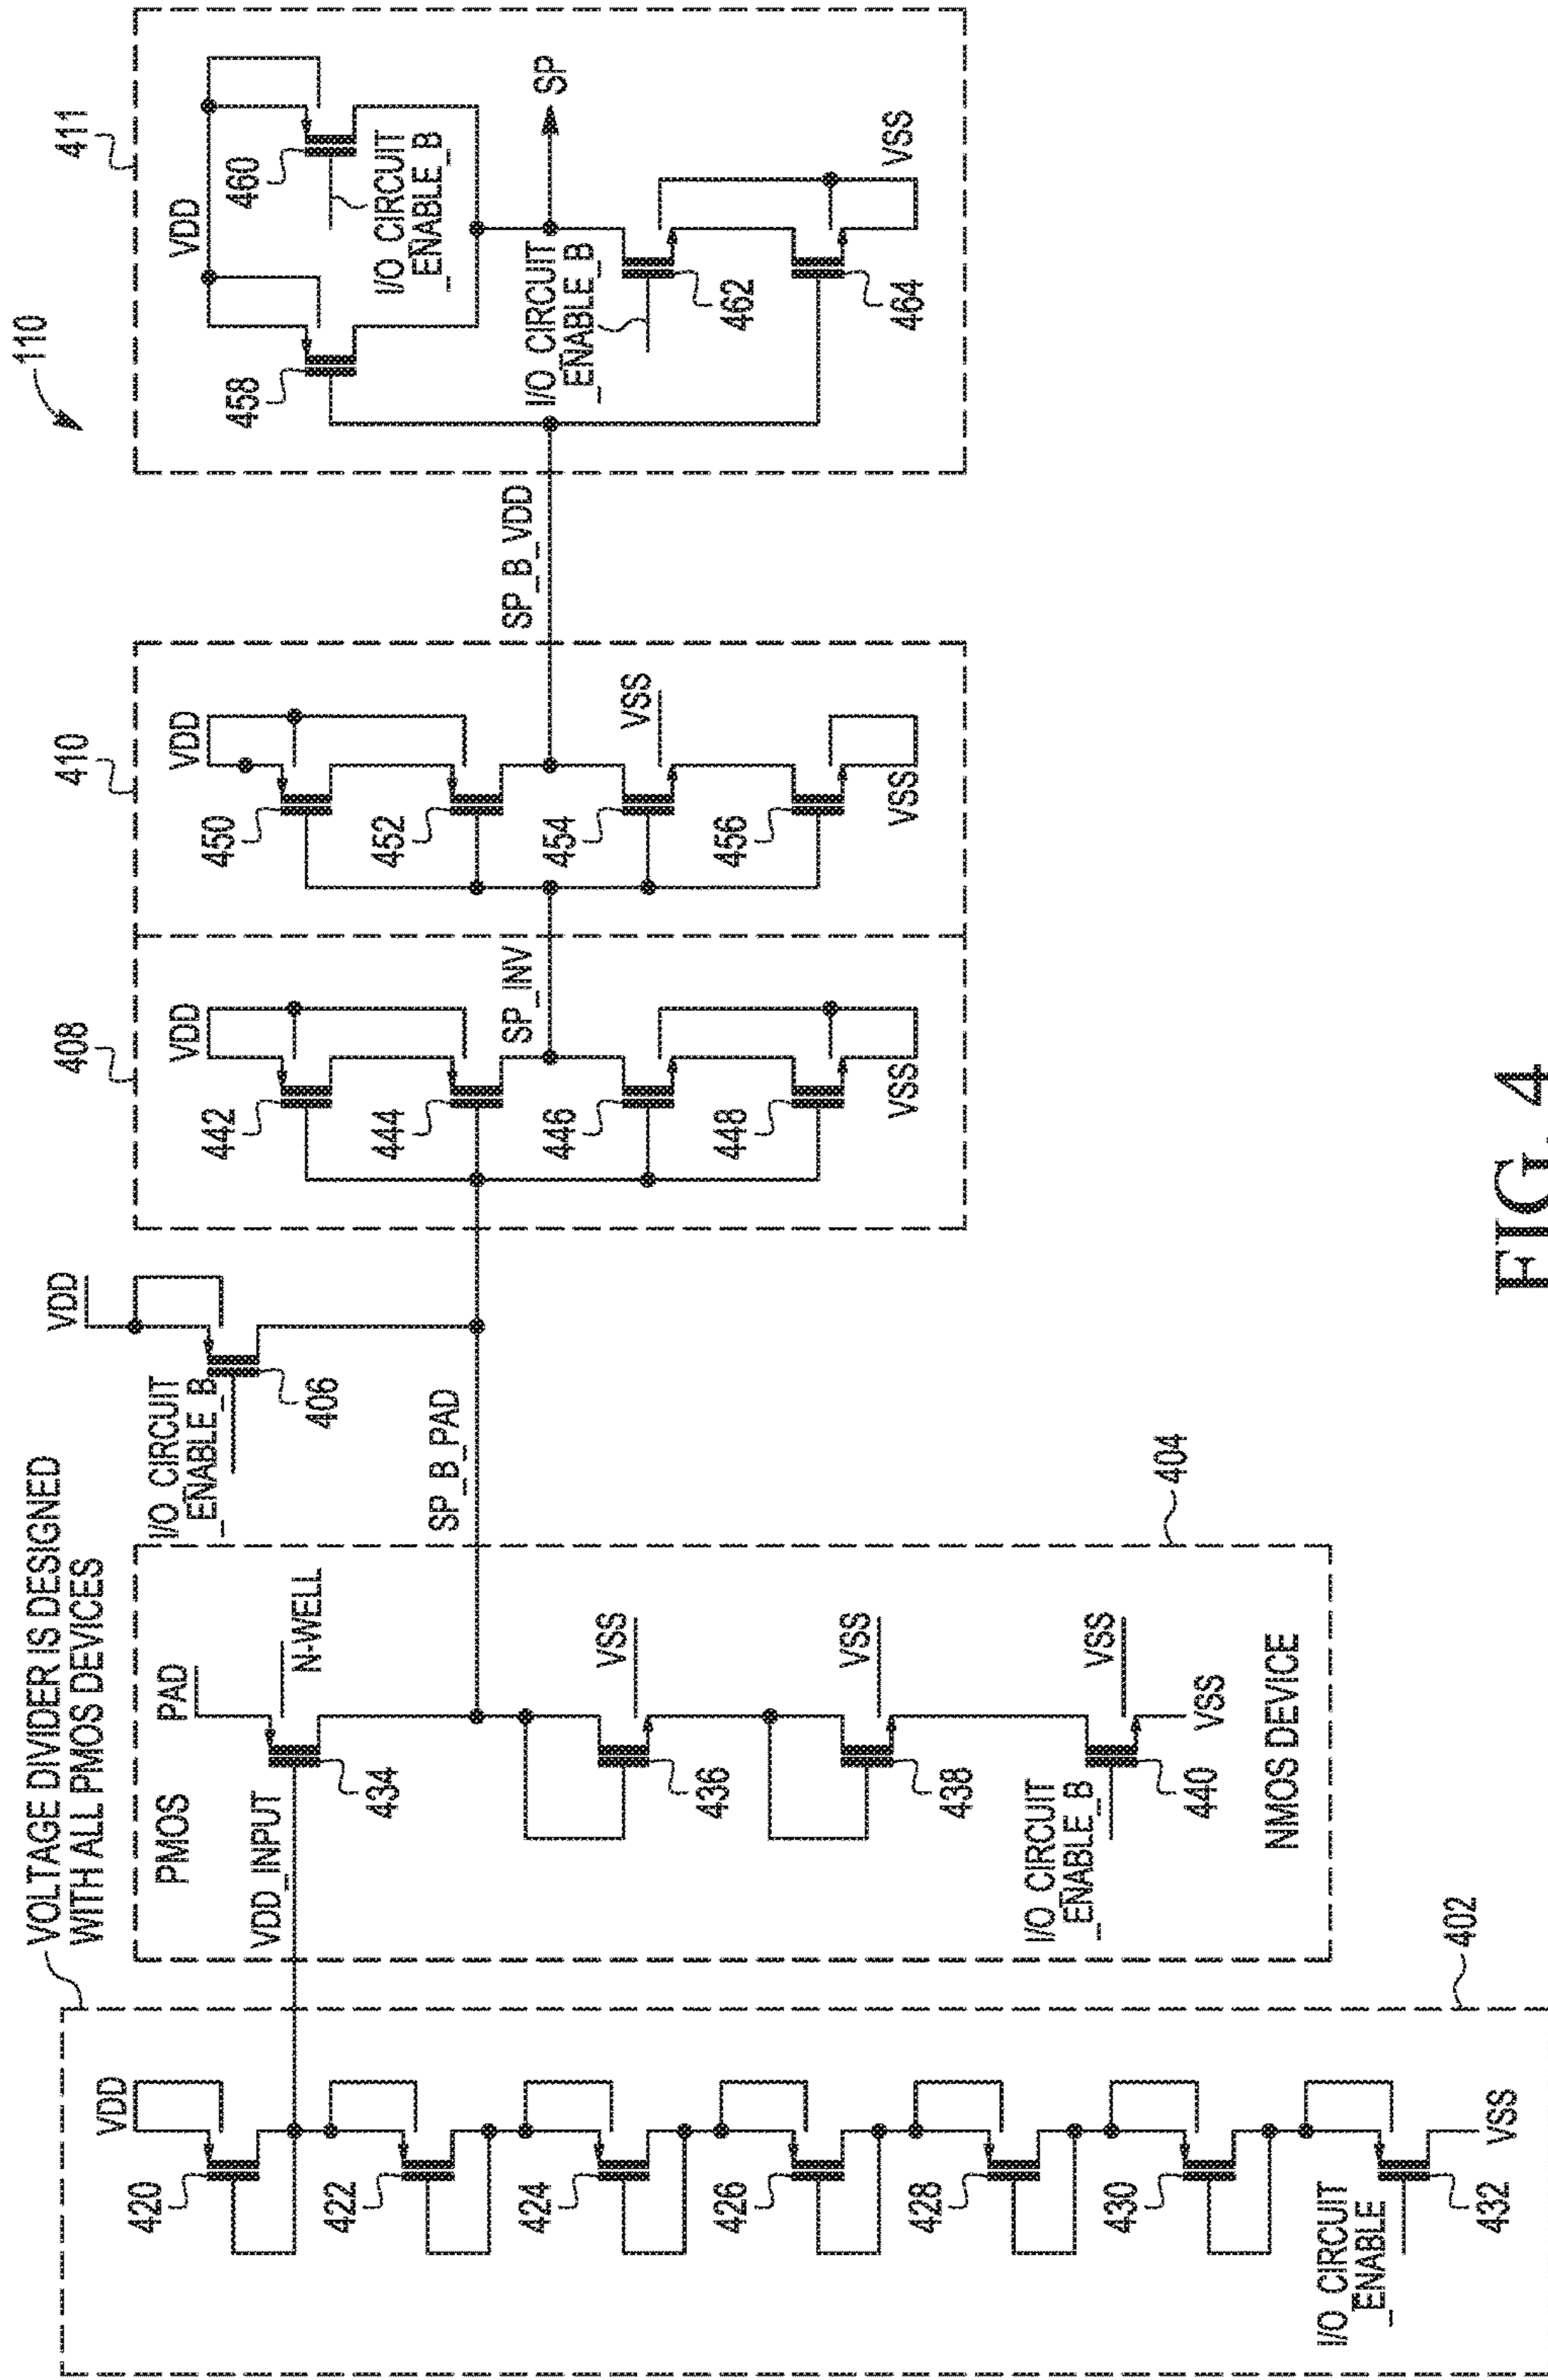 110
VOLTAGE DIVIDER IS DESIGNED
WITH ALL PMOS DEVICES
402
VDD
420
422
424
426
428
430
I/O CIRCUIT
_ENABLE
432
VSS
404
PMOS
PAD
VDD_INPUT
N-WELL
434
VSS
436
VSS
438
I/O CIRCUIT
_ENABLE_B
VSS
440
VSS
NMOS DEVICE
SP_B_PAD
VDD
I/O CIRCUIT
_ENABLE_B
406
408
VDD
442
444
SP_INV
446
448
VSS
410
VDD
450
452
VSS
454
456
VSS
SP_B_VDD
411
VDD
458
460
I/O CIRCUIT
_ENABLE_B
SP
I/O CIRCUIT
_ENABLE_B
462
VSS
464
FIG. 4